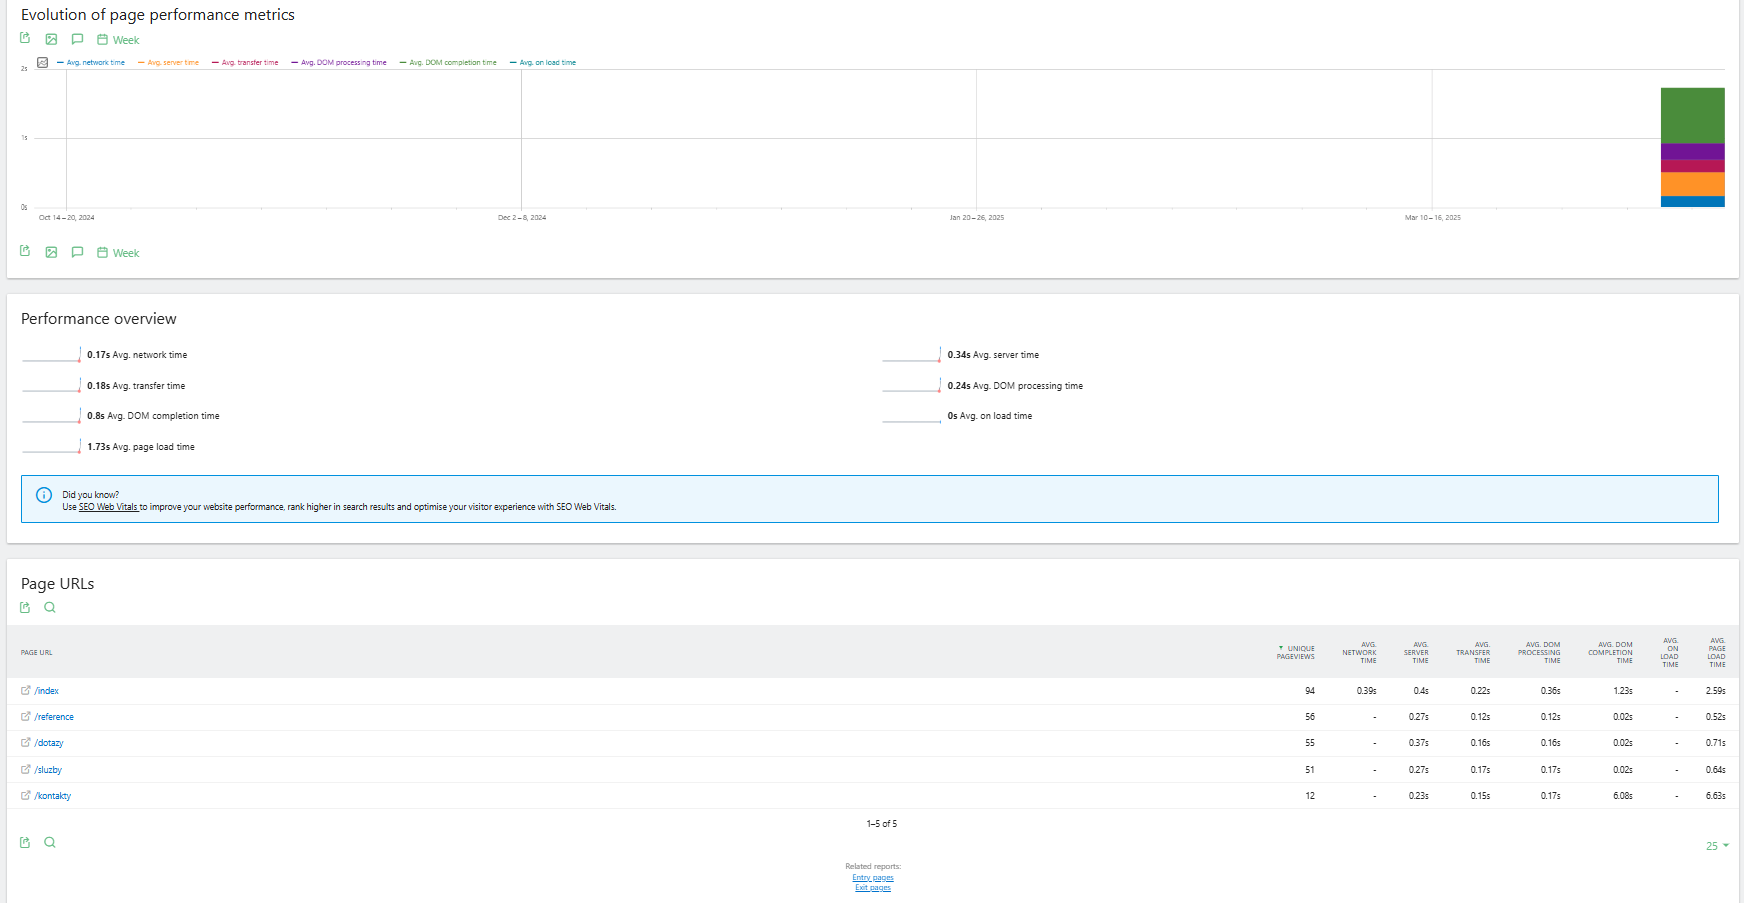 Evolution of page performance metrics
Week
Avg. network time Avg. server time Avg. transfer time Avg. DOM processing time Avg. DOM completion time Avg. on load time
2s
1s
0s
Oct 14 – 20, 2024 Dec 2 – 8, 2024 Jan 20 – 26, 2025 Mar 10 – 16, 2025
Week
Performance overview
0.17s Avg. network time 0.34s Avg. server time
0.18s Avg. transfer time 0.24s Avg. DOM processing time
0.8s Avg. DOM completion time 0s Avg. on load time
1.73s Avg. page load time
Did you know?
Use SEO Web Vitals to improve your website performance, rank higher in search results and optimise your visitor experience with SEO Web Vitals.
Page URLs
PAGE URL UNIQUE PAGEVIEWS AVG. NETWORK TIME AVG. SERVER TIME AVG. TRANSFER TIME AVG. DOM PROCESSING TIME AVG. DOM COMPLETION TIME AVG. ON LOAD TIME AVG. PAGE LOAD TIME
/index 94 0.39s 0.4s 0.22s 0.36s 1.23s - 2.59s
/reference 56 - 0.27s 0.12s 0.12s 0.02s - 0.52s
/dotazy 55 - 0.37s 0.16s 0.16s 0.02s - 0.71s
/sluzby 51 - 0.27s 0.17s 0.17s 0.02s - 0.64s
/kontakty 12 - 0.23s 0.15s 0.17s 6.08s - 6.63s
1–5 of 5
25
Related reports:
Entry pages
Exit pages